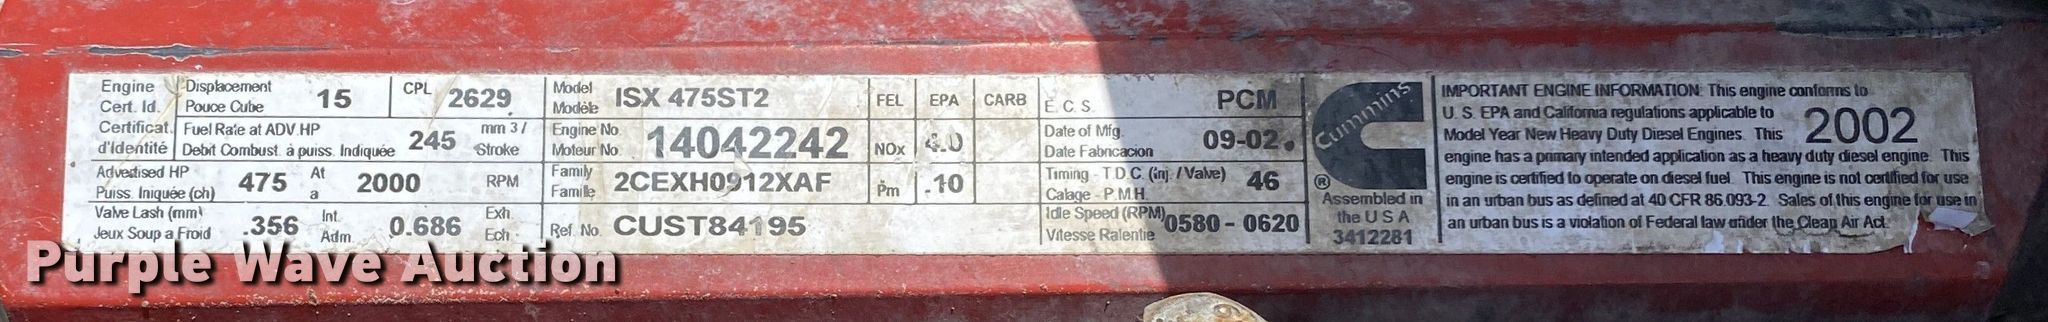 Engine Cert. Id. Certificat. d'Identité
Displacement Pouce Cube 15
CPL 2629
Fuel Rate at ADV.HP Debit Combust. à puiss. Indiquée 245 mm 3/ Stroke
Advestised HP Puiss. Iniquée (ch) 475 At a 2000 RPM
Valve Lash (mm) Jeux Soup a Froid .356 Int. Adm. 0.686 Exh Ech
Model Modèle ISX 475ST2
Engine No. Moteur No. 14042242
Family Famille 2CEXH0912XAF
Ref. No. CUST84195
FEL EPA CARB
NOx 4.0
Pm .10
E.C.S. PCM
Date of Mfg. Date Fabricacion 09-02.
Timing - T.D.C. (inj. / Valve) Calage - P.M.H. 46
Idle Speed (RPM) Vitesse Ralentie 0580 - 0620
Cummins
®
Assembled in
the U S A
3412281
IMPORTANT ENGINE INFORMATION: This engine conforms to
U. S. EPA and California regulations applicable to
Model Year New Heavy Duty Diesel Engines. This 2002
engine has a primary intended application as a heavy duty diesel engine. This
engine is certified to operate on diesel fuel. This engine is not certified for use
in an urban bus as defined at 40 CFR 86.093-2. Sales of this engine for use in
an urban bus is a violation of Federal law under the Clean Air Act.
Purple Wave Auction